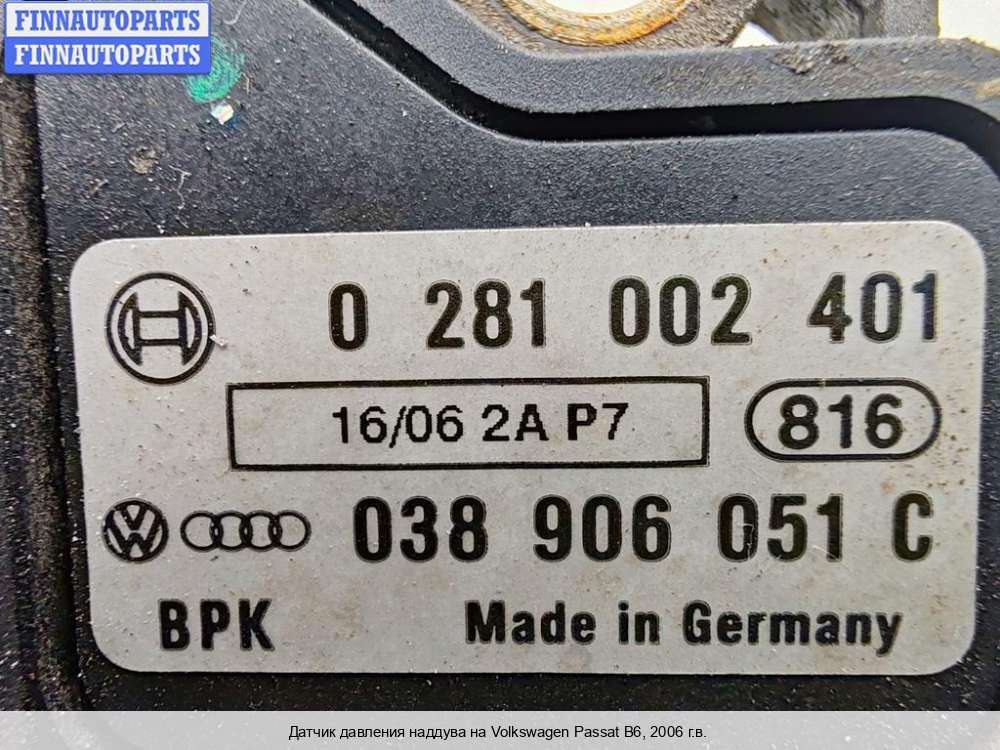 FINNAUTOPARTS
FINNAUTOPARTS
0 281 002 401
16/06 2A P7
816
038 906 051 C
BPK
Made in Germany
Датчик давления наддува на Volkswagen Passat B6, 2006 г.в.